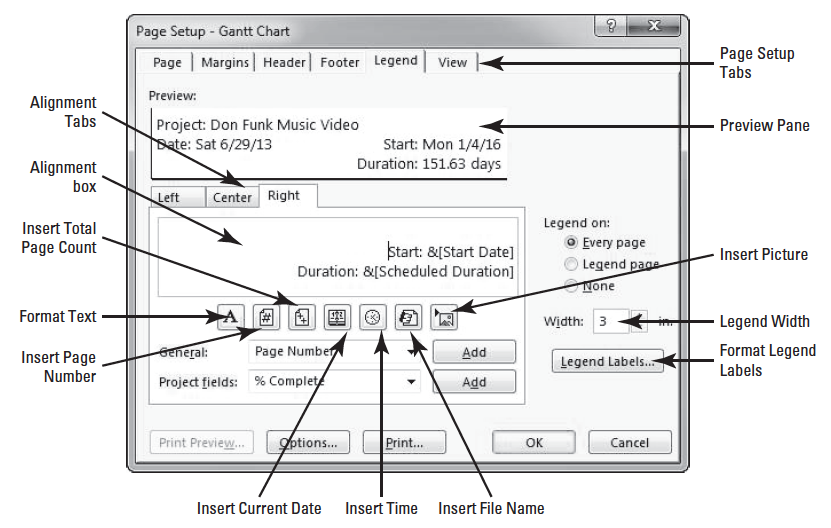 Page Setup - Gantt Chart
?
Page Margins Header Footer Legend View
Page Setup
Tabs
Preview:
Alignment
Tabs
Project: Don Funk Music Video
Date: Sat 6/29/13
Start: Mon 1/4/16
Duration: 151.63 days
Preview Pane
Alignment
box
Left Center Right
Insert Total
Page Count
Start: &[Start Date]
Duration: &[Scheduled Duration]
Legend on:
Every page
Legend page
None
Insert Picture
Format Text
A #
Width: 3 in.
Legend Width
Insert Page
Number
General: Page Number Add
Project fields: % Complete Add
Legend Labels...
Format Legend
Labels
Print Preview... Options... Print... OK Cancel
Insert Current Date Insert Time Insert File Name